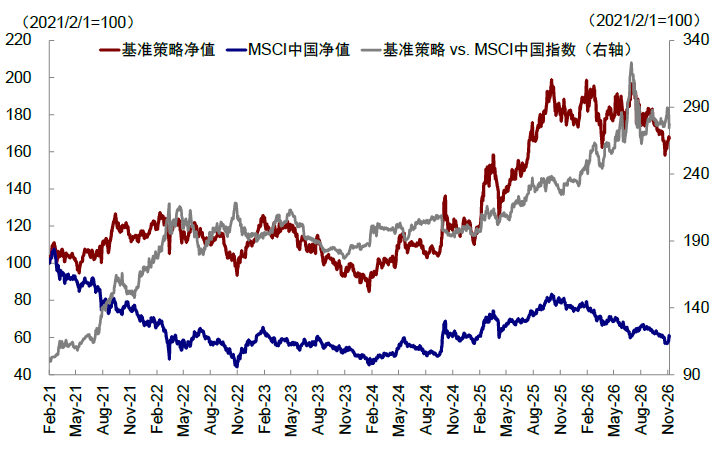 （2021/2/1=100）
（2021/2/1=100）
基准策略净值
MSCI中国净值
基准策略 vs. MSCI中国指数（右轴）
220
200
180
160
140
120
100
80
60
40
340
290
240
190
140
90
Feb-21
May-21
Aug-21
Nov-21
Feb-22
May-22
Aug-22
Nov-22
Feb-23
May-23
Aug-23
Nov-23
Feb-24
May-24
Aug-24
Nov-24
Feb-25
May-25
Aug-25
Nov-25
Feb-26
May-26
Aug-26
Nov-26